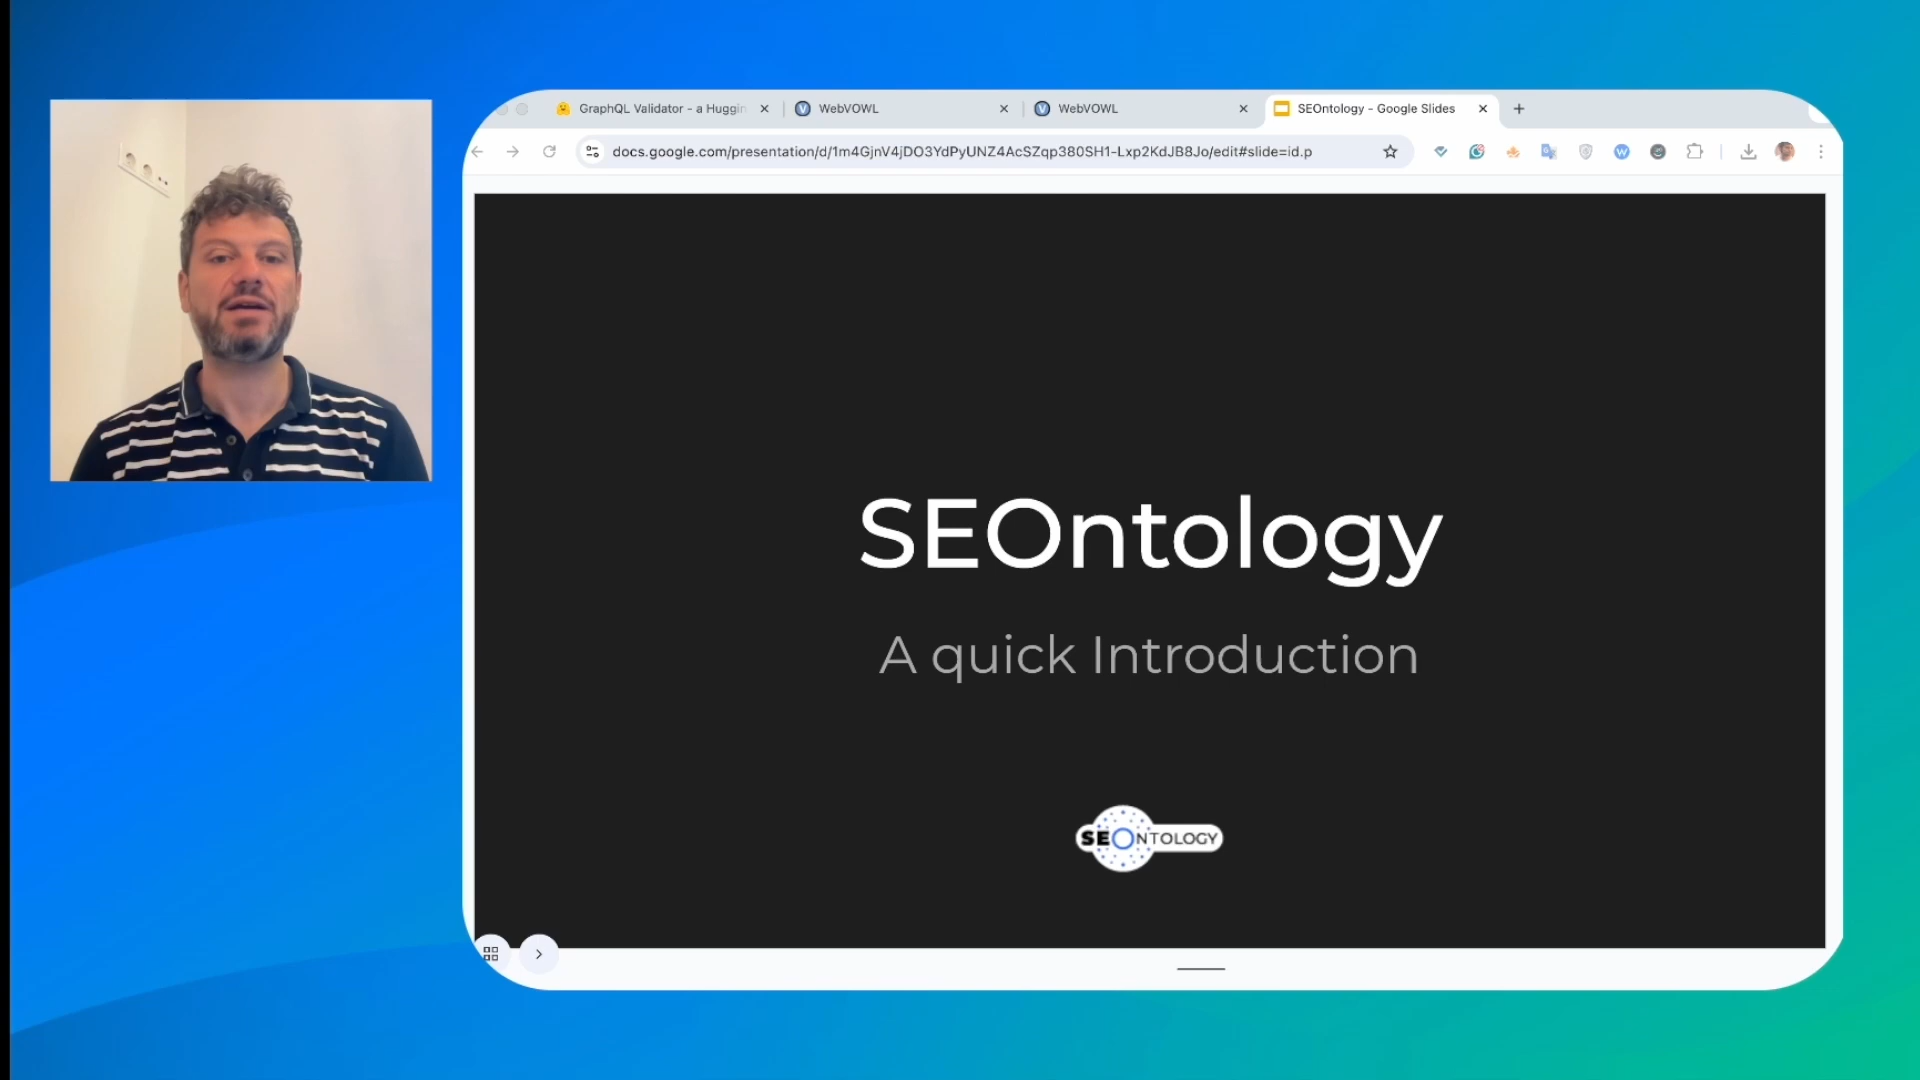 GraphQL Validator - a Huggin
WebVOWL
WebVOWL
SEOntology - Google Slides
docs.google.com/presentation/d/1m4GjnV4jDO3YdPyUNZ4AcSZqp380SH1-Lxp2KdJB8Jo/edit#slide=id.p
SEOntology
A quick Introduction
SEONTOLOGY